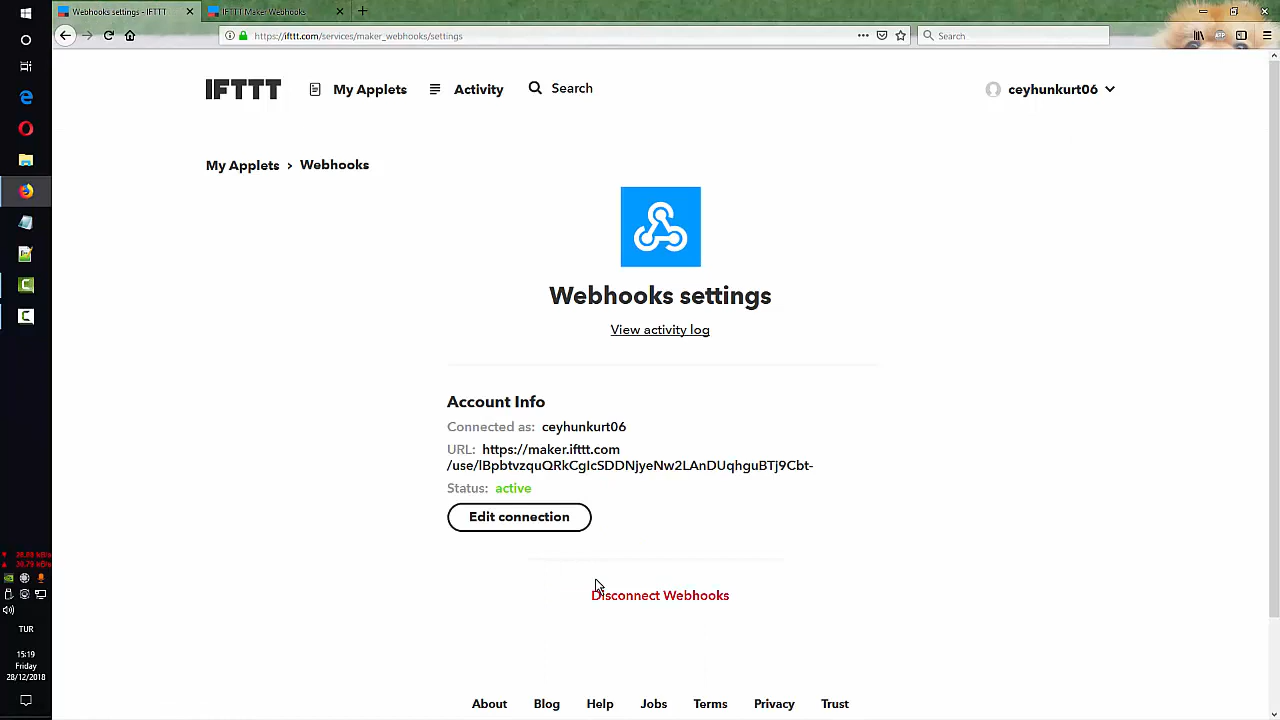 Webhooks settings - IFTTT
IFTTT Maker Webhooks
https://ifttt.com/services/maker_webhooks/settings
Search
IFTTT
My Applets
Activity
Search
ceyhunkurt06
My Applets › Webhooks
Webhooks settings
View activity log
Account Info
Connected as: ceyhunkurt06
URL: https://maker.ifttt.com
/use/lBpbtvzquQRkCgIcSDDNjyeNw2LAnDUqhguBTJ9Cbt-
Status: active
Edit connection
Disconnect Webhooks
About
Blog
Help
Jobs
Terms
Privacy
Trust
TUR
15:19
Friday
28/12/2018